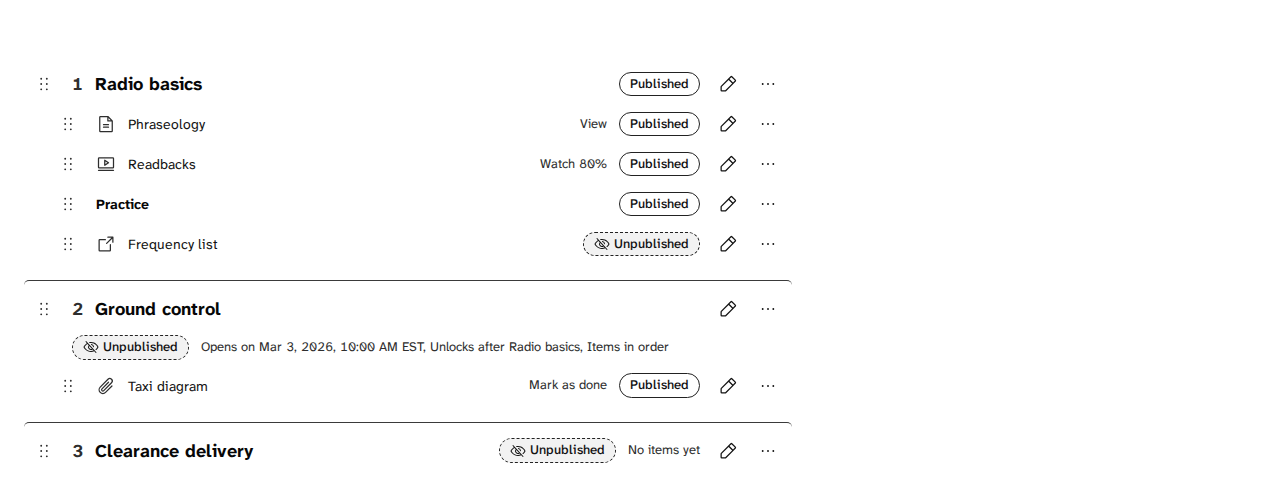 1 Radio basics Published
Phraseology View Published
Readbacks Watch 80% Published
Practice Published
Frequency list Unpublished
2 Ground control
Unpublished Opens on Mar 3, 2026, 10:00 AM EST, Unlocks after Radio basics, Items in order
Taxi diagram Mark as done Published
3 Clearance delivery Unpublished No items yet